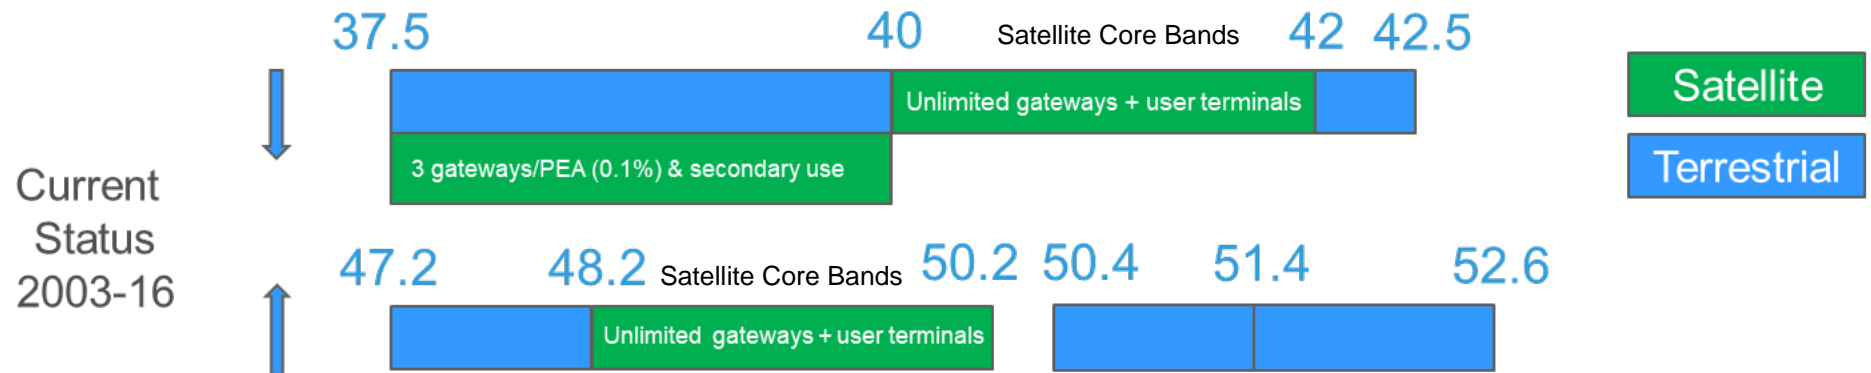 37.5 40 Satellite Core Bands 42 42.5
Satellite
Unlimited gateways + user terminals
Terrestrial
3 gateways/PEA (0.1%) & secondary use
Current
Status
2003-16
47.2 48.2 Satellite Core Bands 50.2 50.4 51.4 52.6
Unlimited gateways + user terminals